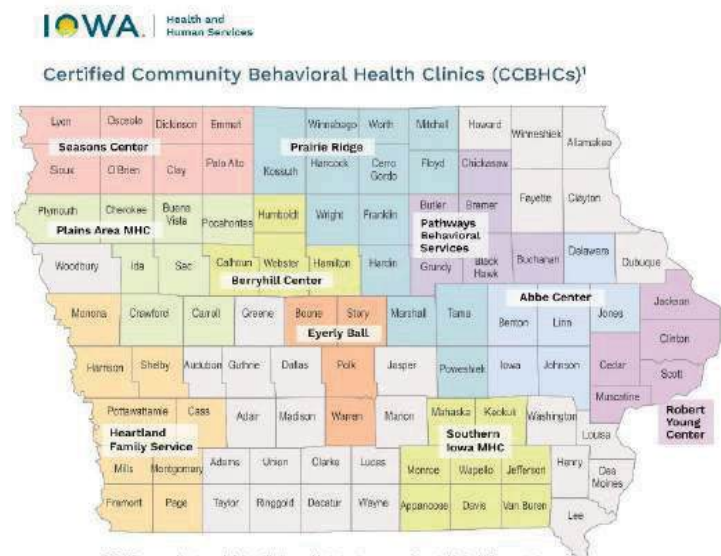 IOWA. Health and
Human Services
Certified Community Behavioral Health Clinics (CCBHCs)¹
Lyon Osceola Dickinson Emmet Winnebago Worth Mitchell Howard Winneshiek Allamakee
Seasons Center Prairie Ridge
Sioux O'Brien Clay Palo Alto Kossuth Hancock Cerro Gordo Floyd Chickasaw
Plymouth Cherokee Buena Vista Pocahontas Humboldt Wright Franklin Butler Bremer Fayette Clayton
Plains Area MHC Pathways Behavioral Services
Woodbury Ida Sac Calhoun Webster Hamilton Hardin Grundy Black Hawk Buchanan Delaware Dubuque
Berryhill Center Abbe Center
Monona Crawford Carroll Greene Boone Story Marshall Tama Benton Linn Jones Jackson
Eyerly Ball Clinton
Harrison Shelby Audubon Guthrie Dallas Polk Jasper Poweshiek Iowa Johnson Cedar Scott
Muscatine
Pottawattamie Cass Adair Madison Warren Marion Mahaska Keokuk Washington Louisa
Heartland Family Service Southern Iowa MHC Robert Young Center
Mills Montgomery Adams Union Clarke Lucas Monroe Wapello Jefferson Henry Des Moines
Fremont Page Taylor Ringgold Decatur Wayne Appanoose Davis Van Buren Lee